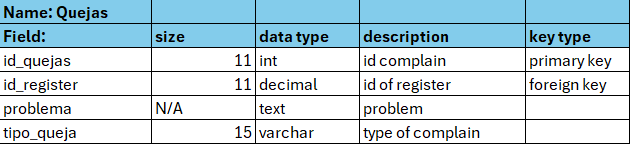 Name: Quejas
Field: size data type description key type
id_quejas 11 int id complain primary key
id_register 11 decimal id of register foreign key
problema N/A text problem
tipo_queja 15 varchar type of complain